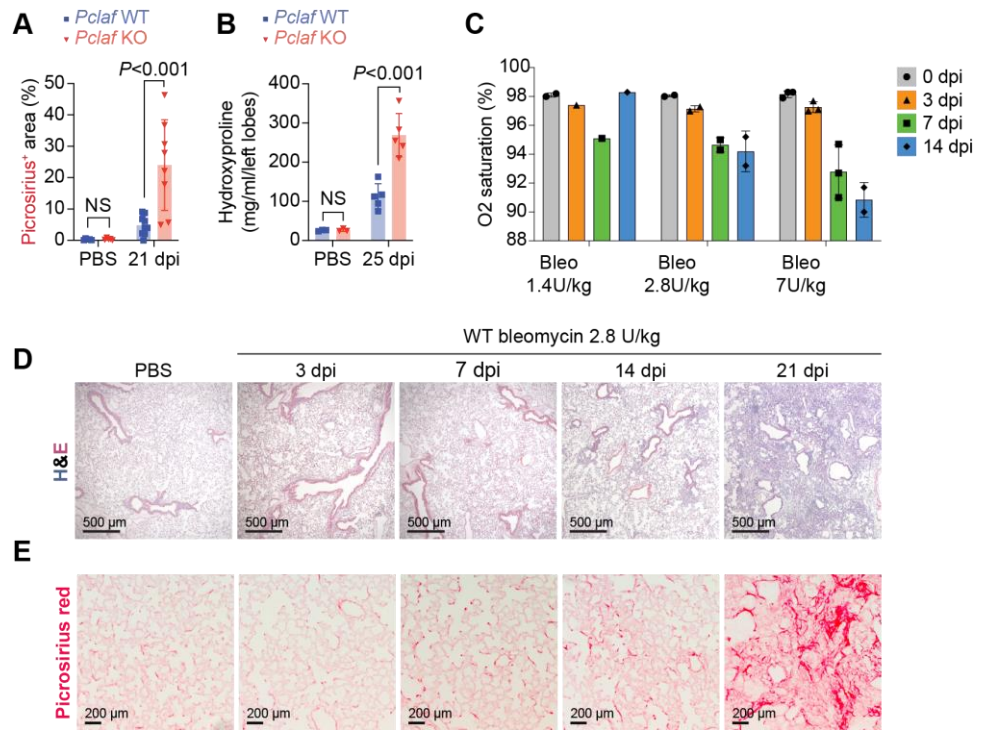 A
Pclaf WT
Pclaf KO
Picrosirius+ area (%)
50
40
30
20
10
0
NS
P<0.001
PBS
21 dpi
B
Pclaf WT
Pclaf KO
Hydroxyproline
(mg/ml/left lobes)
400
300
200
100
0
NS
P<0.001
PBS
25 dpi
C
O2 saturation (%)
100
98
96
94
92
90
88
Bleo
1.4U/kg
Bleo
2.8U/kg
Bleo
7U/kg
0 dpi
3 dpi
7 dpi
14 dpi
D
WT bleomycin 2.8 U/kg
PBS
3 dpi
7 dpi
14 dpi
21 dpi
H&E
500 µm
500 µm
500 µm
500 µm
500 µm
E
Picrosirius red
200 µm
200 µm
200 µm
200 µm
200 µm